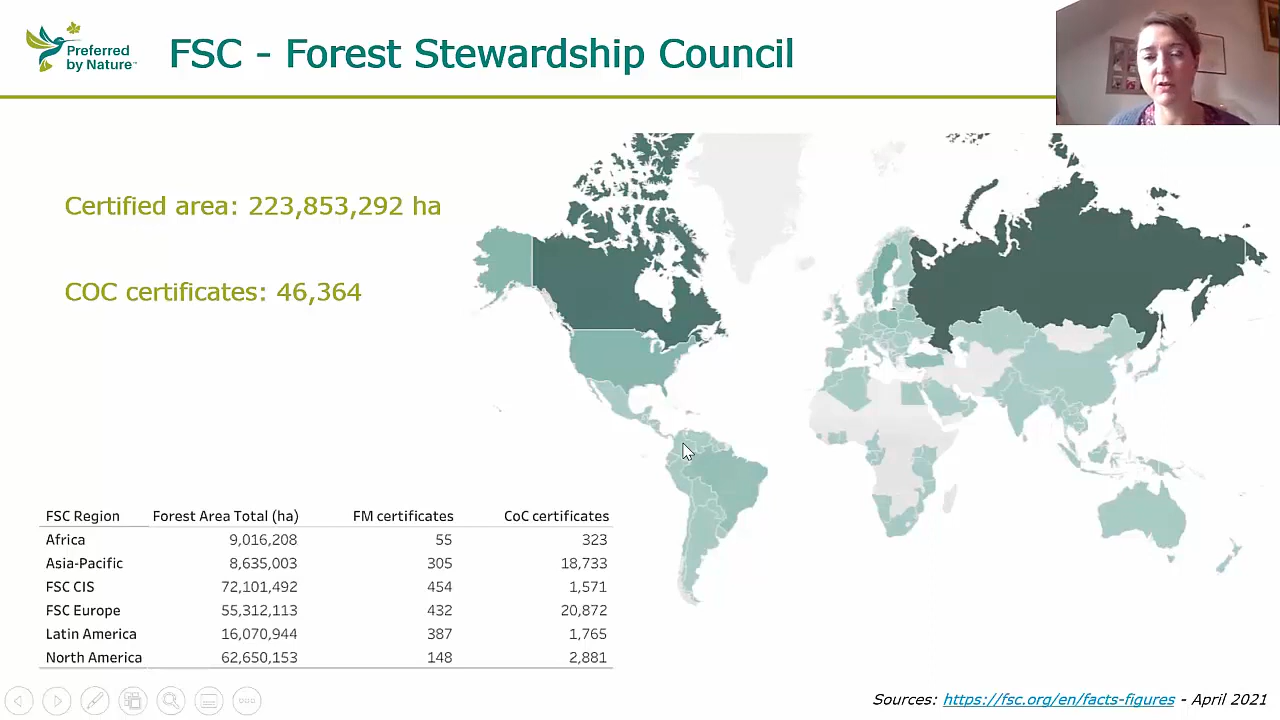 Preferred
by Nature™
FSC - Forest Stewardship Council
Certified area: 223,853,292 ha
COC certificates: 46,364
FSC Region Forest Area Total (ha) FM certificates CoC certificates
Africa 9,016,208 55 323
Asia-Pacific 8,635,003 305 18,733
FSC CIS 72,101,492 454 1,571
FSC Europe 55,312,113 432 20,872
Latin America 16,070,944 387 1,765
North America 62,650,153 148 2,881
Sources: https://fsc.org/en/facts-figures - April 2021